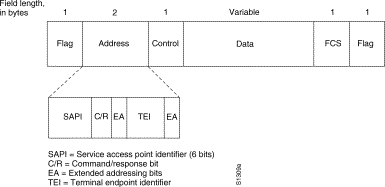 Field length,
in bytes 1 2 1 Variable 1 1
Flag Address Control Data FCS Flag
SAPI C/R EA TEI EA
SAPI = Service access point identifier (6 bits)
C/R = Command/response bit
EA = Extended addressing bits
TEI = Terminal endpoint identifier
S1309a